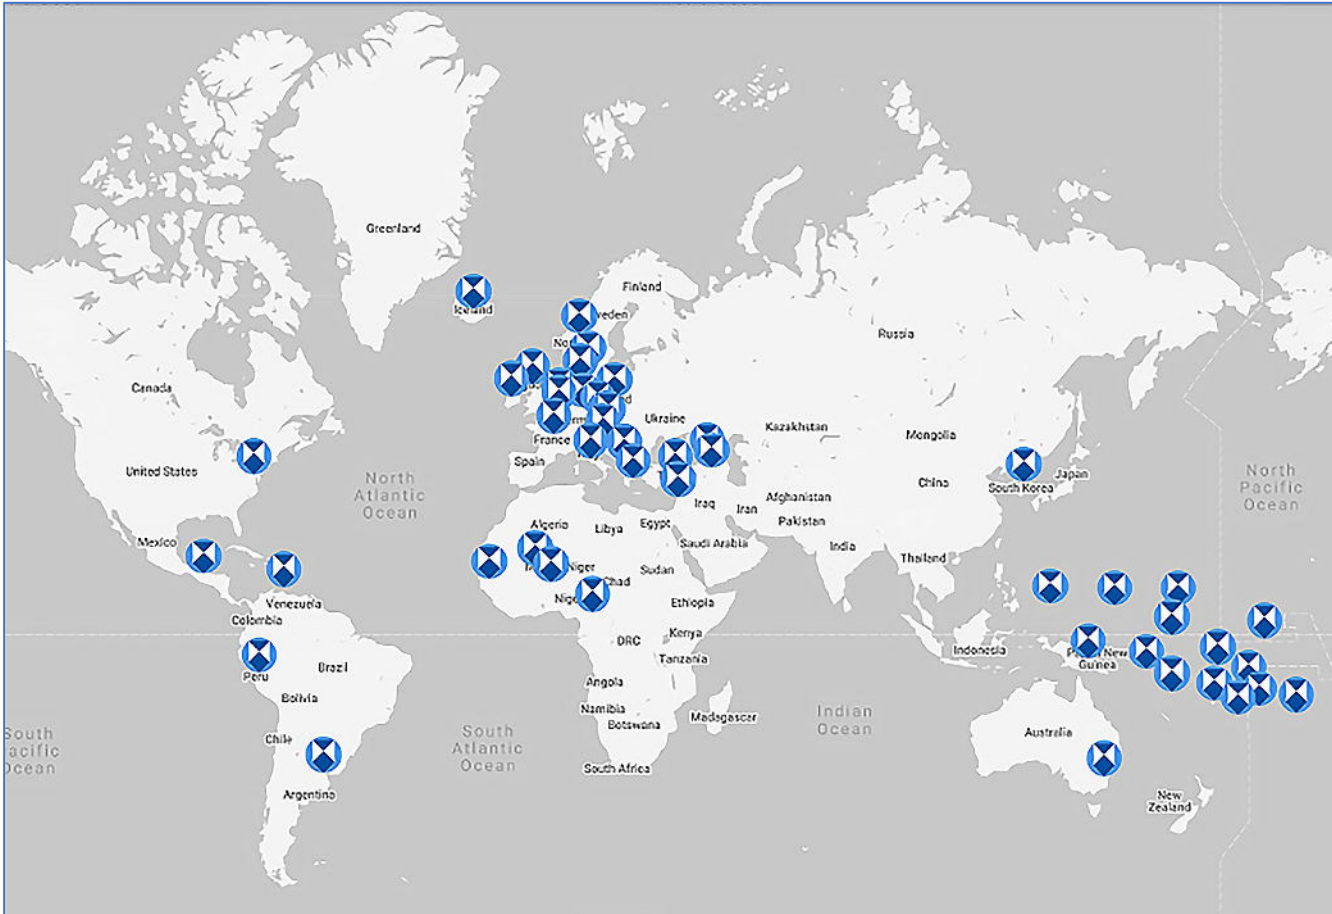 Greenland
Finland
Iceland
Russia
Canada
Ukraine
Kazakhstan
Mongolia
France
Spain
United States
North
Atlantic
Ocean
China
Japan
South Korea
North
Pacific
Ocean
Iraq
Iran
Afghanistan
Pakistan
Algeria
Libya
Egypt
Saudi Arabia
India
Mexico
Thailand
Niger
Chad
Sudan
Venezuela
Colombia
Ethiopia
DRC
Kenya
Tanzania
Indonesia
New
Guinea
Peru
Brazil
Bolivia
Angola
Namibia
Botswana
Madagascar
Indian
Ocean
Australia
South
Ocean
Chile
South
Atlantic
Ocean
South Africa
Argentina
New
Zealand